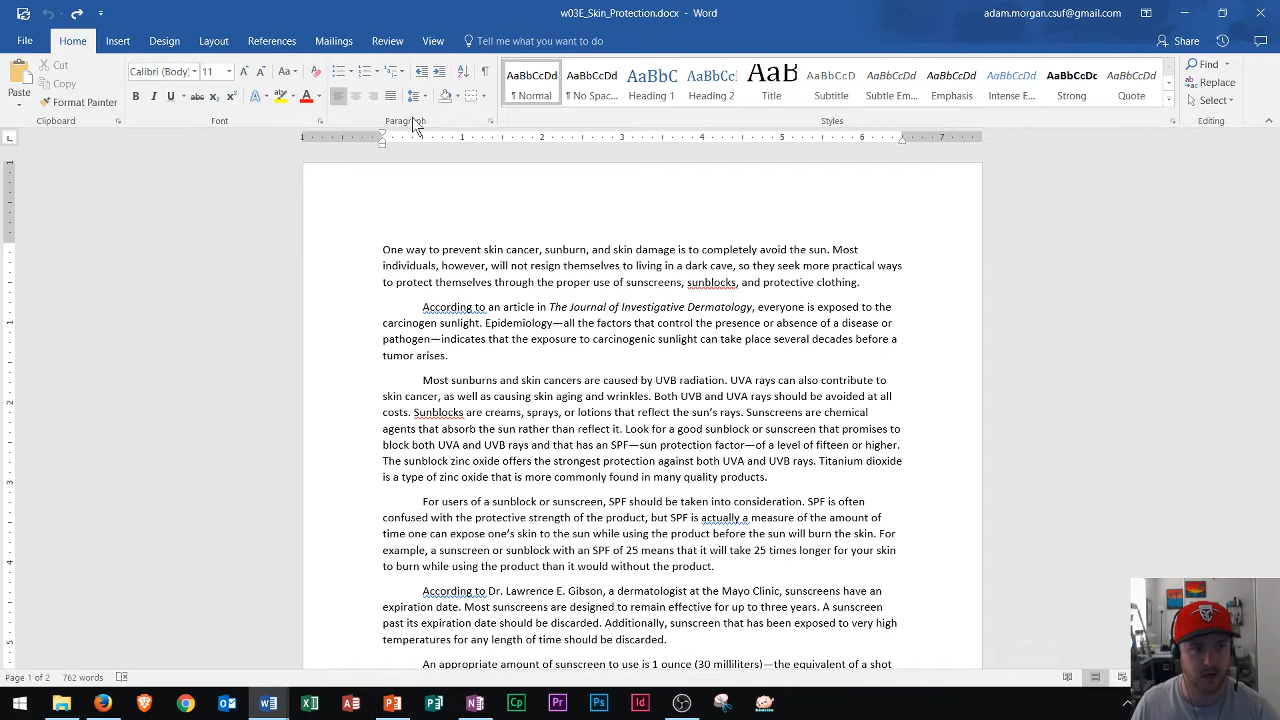 w03E_Skin_Protection.docx - Word
adam.morgan.csuf@gmail.com
File Home Insert Design Layout References Mailings Review View Tell me what you want to do Share
Paste
Cut
Copy
Format Painter
Clipboard
Calibri (Body) 11
Font
Paragraph
AaBbCcDd AaBbCcDd AaBbC AaBbCc AaB AaBbCcD AaBbCcDd AaBbCcDd AaBbCcDd AaBbCcDc AaBbCcDd
¶ Normal ¶ No Spac... Heading 1 Heading 2 Title Subtitle Subtle Em... Emphasis Intense E... Strong Quote
Styles
Find
Replace
Select
Editing
1 1 2 3 4 5 6 7
One way to prevent skin cancer, sunburn, and skin damage is to completely avoid the sun. Most
individuals, however, will not resign themselves to living in a dark cave, so they seek more practical ways
to protect themselves through the proper use of sunscreens, sunblocks, and protective clothing.
According to an article in The Journal of Investigative Dermatology, everyone is exposed to the
carcinogen sunlight. Epidemiology—all the factors that control the presence or absence of a disease or
pathogen—indicates that the exposure to carcinogenic sunlight can take place several decades before a
tumor arises.
Most sunburns and skin cancers are caused by UVB radiation. UVA rays can also contribute to
skin cancer, as well as causing skin aging and wrinkles. Both UVB and UVA rays should be avoided at all
costs. Sunblocks are creams, sprays, or lotions that reflect the sun’s rays. Sunscreens are chemical
agents that absorb the sun rather than reflect it. Look for a good sunblock or sunscreen that promises to
block both UVA and UVB rays and that has an SPF—sun protection factor—of a level of fifteen or higher.
The sunblock zinc oxide offers the strongest protection against both UVA and UVB rays. Titanium dioxide
is a type of zinc oxide that is more commonly found in many quality products.
For users of a sunblock or sunscreen, SPF should be taken into consideration. SPF is often
confused with the protective strength of the product, but SPF is actually a measure of the amount of
time one can expose one’s skin to the sun while using the product before the sun will burn the skin. For
example, a sunscreen or sunblock with an SPF of 25 means that it will take 25 times longer for your skin
to burn while using the product than it would without the product.
According to Dr. Lawrence E. Gibson, a dermatologist at the Mayo Clinic, sunscreens have an
expiration date. Most sunscreens are designed to remain effective for up to three years. A sunscreen
past its expiration date should be discarded. Additionally, sunscreen that has been exposed to very high
temperatures for any length of time should be discarded.
An appropriate amount of sunscreen to use is 1 ounce (30 milliliters)—the equivalent of a shot
Page 1 of 2 762 words